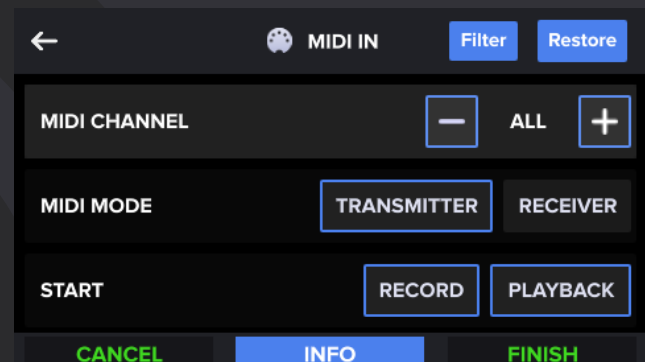 MIDI IN Filter Restore
MIDI CHANNEL — ALL +
MIDI MODE TRANSMITTER RECEIVER
START RECORD PLAYBACK
CANCEL INFO FINISH